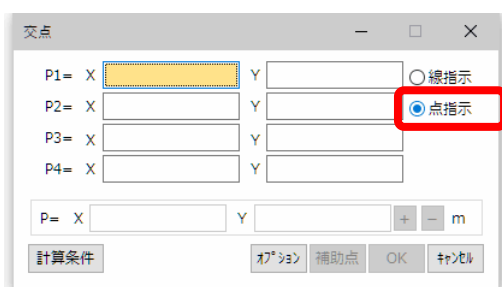 交点
P1= X Y 線指示
P2= X Y 点指示
P3= X Y
P4= X Y
P= X Y + - m
計算条件 ｵﾌﾟｼｮﾝ 補助点 OK ｷｬﾝｾﾙ